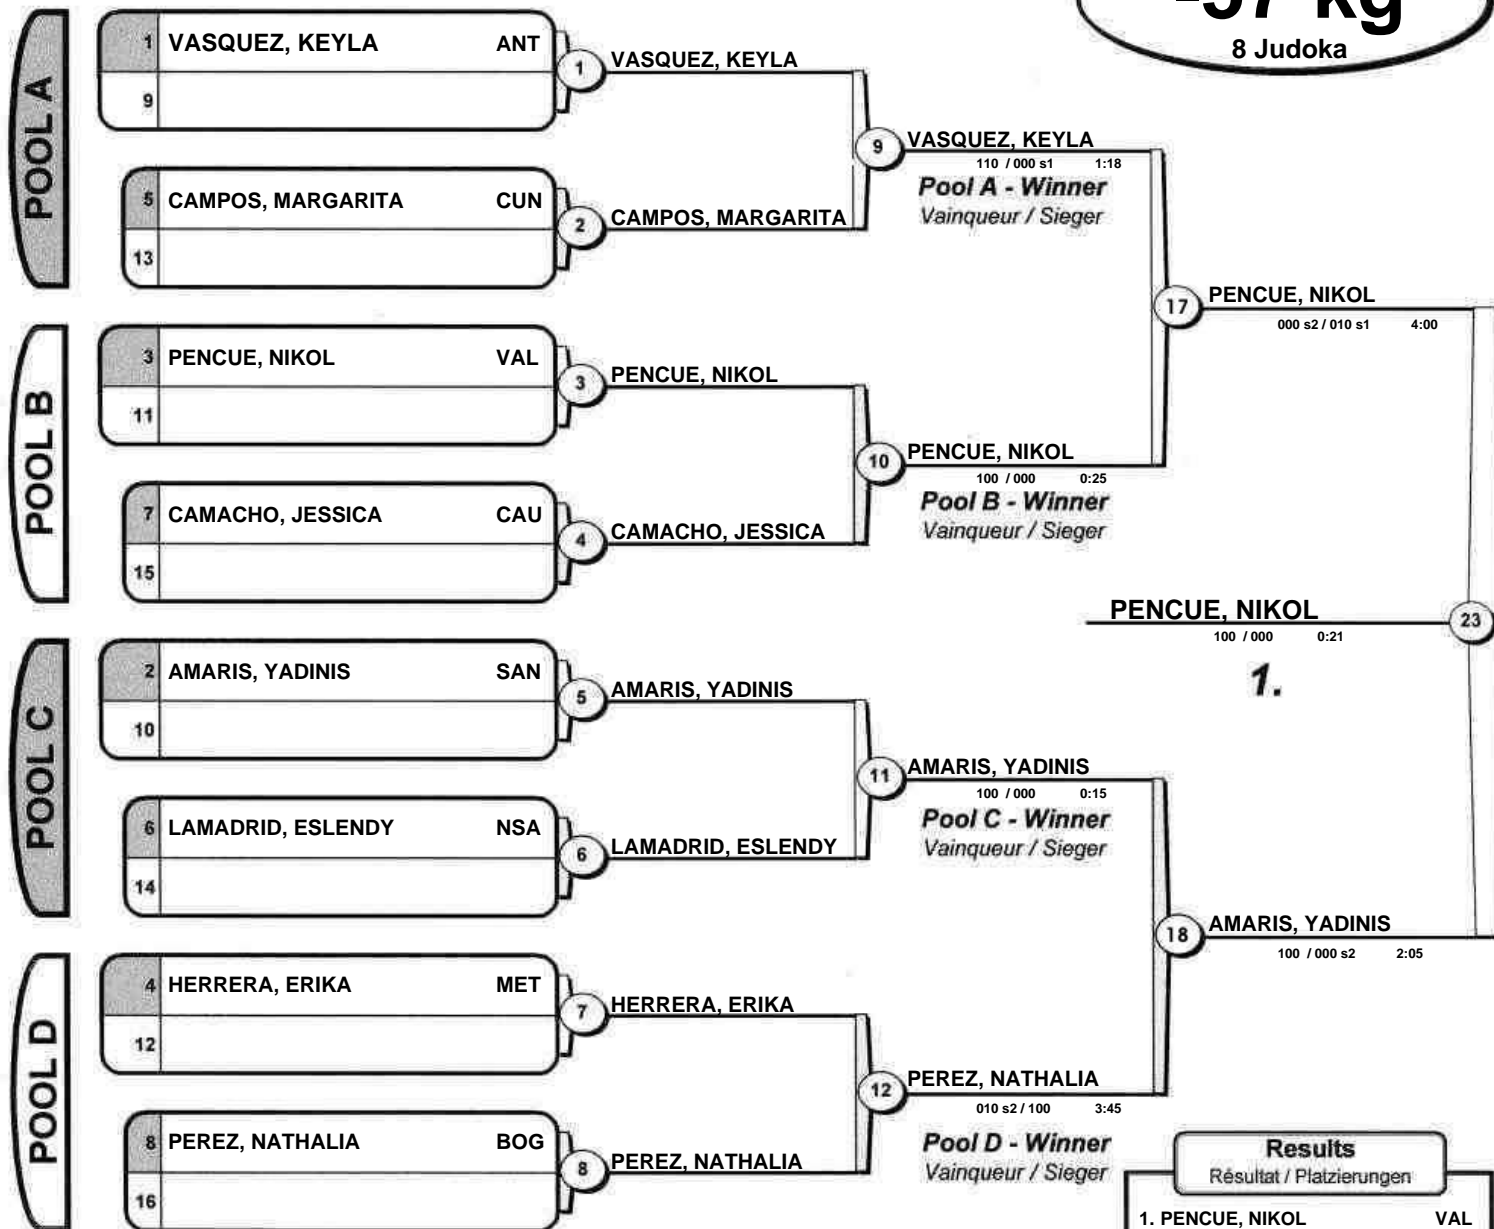 -57 kg
8 Judoka
POOL A
1 VASQUEZ, KEYLA ANT
9
1 VASQUEZ, KEYLA
5 CAMPOS, MARGARITA CUN
13
2 CAMPOS, MARGARITA
9 VASQUEZ, KEYLA
110 / 000 s1 1:18
Pool A - Winner
Vainqueur / Sieger
POOL B
3 PENCUE, NIKOL VAL
11
3 PENCUE, NIKOL
7 CAMACHO, JESSICA CAU
15
4 CAMACHO, JESSICA
10 PENCUE, NIKOL
100 / 000 0:25
Pool B - Winner
Vainqueur / Sieger
17 PENCUE, NIKOL
000 s2 / 010 s1 4:00
POOL C
2 AMARIS, YADINIS SAN
10
5 AMARIS, YADINIS
6 LAMADRID, ESLENDY NSA
14
6 LAMADRID, ESLENDY
11 AMARIS, YADINIS
100 / 000 0:15
Pool C - Winner
Vainqueur / Sieger
POOL D
4 HERRERA, ERIKA MET
12
7 HERRERA, ERIKA
8 PEREZ, NATHALIA BOG
16
8 PEREZ, NATHALIA
12 PEREZ, NATHALIA
010 s2 / 100 3:45
Pool D - Winner
Vainqueur / Sieger
18 AMARIS, YADINIS
100 / 000 s2 2:05
PENCUE, NIKOL 23
100 / 000 0:21
1.
Results
Résultat / Platzierungen
1. PENCUE, NIKOL VAL